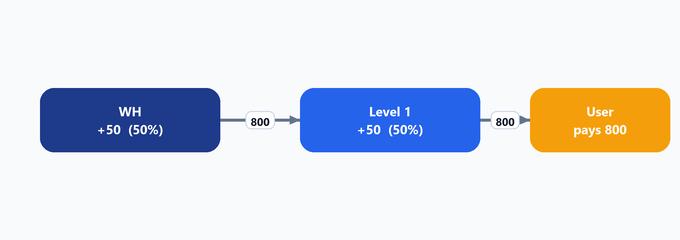 WH
+50  (50%)
800
Level 1
+50  (50%)
800
User
pays 800